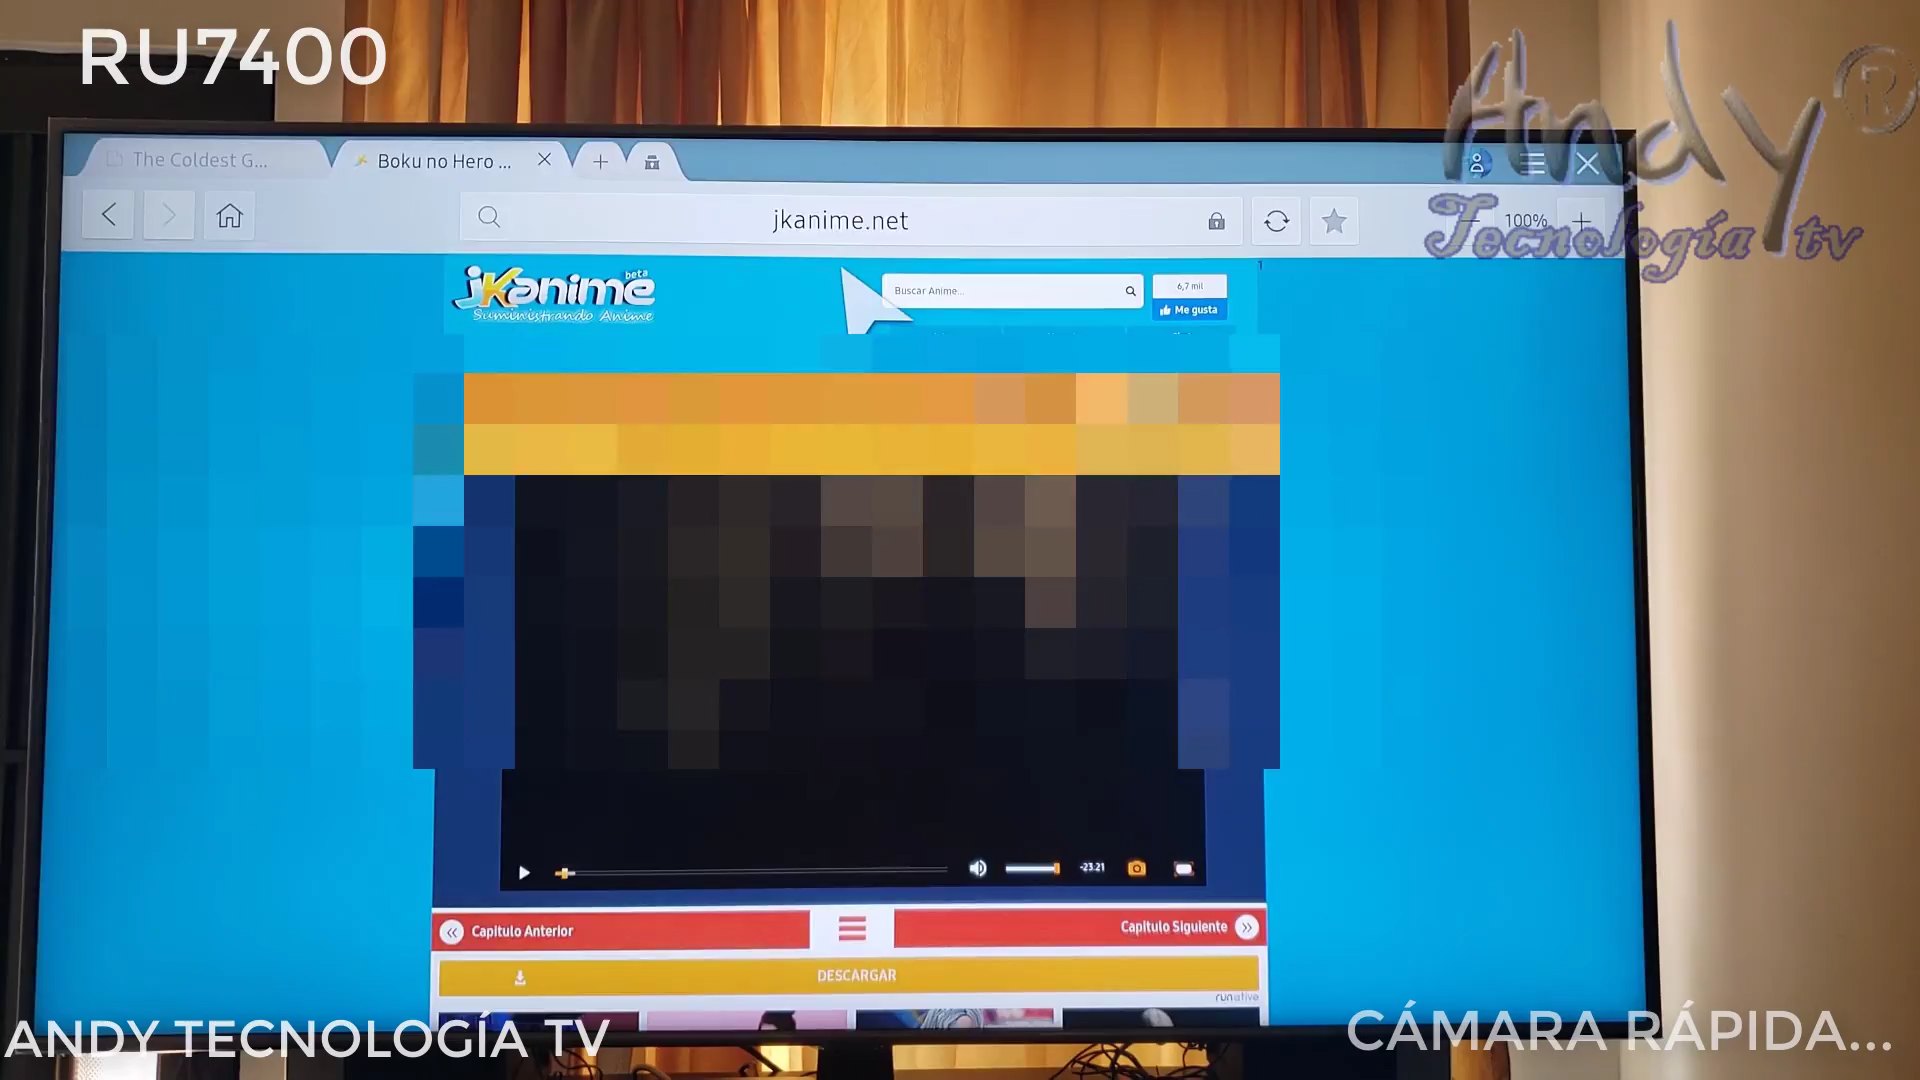 RU7400
Andy®
Tecnología tv
The Coldest G...
Boku no Hero ...
jkanime.net
100%
jKanime beta
Suministrando Anime
Buscar Anime...
6,7 mil
Me gusta
-23:21
Capitulo Anterior
Capitulo Siguiente
DESCARGAR
runative
ANDY TECNOLOGÍA TV
CÁMARA RÁPIDA...